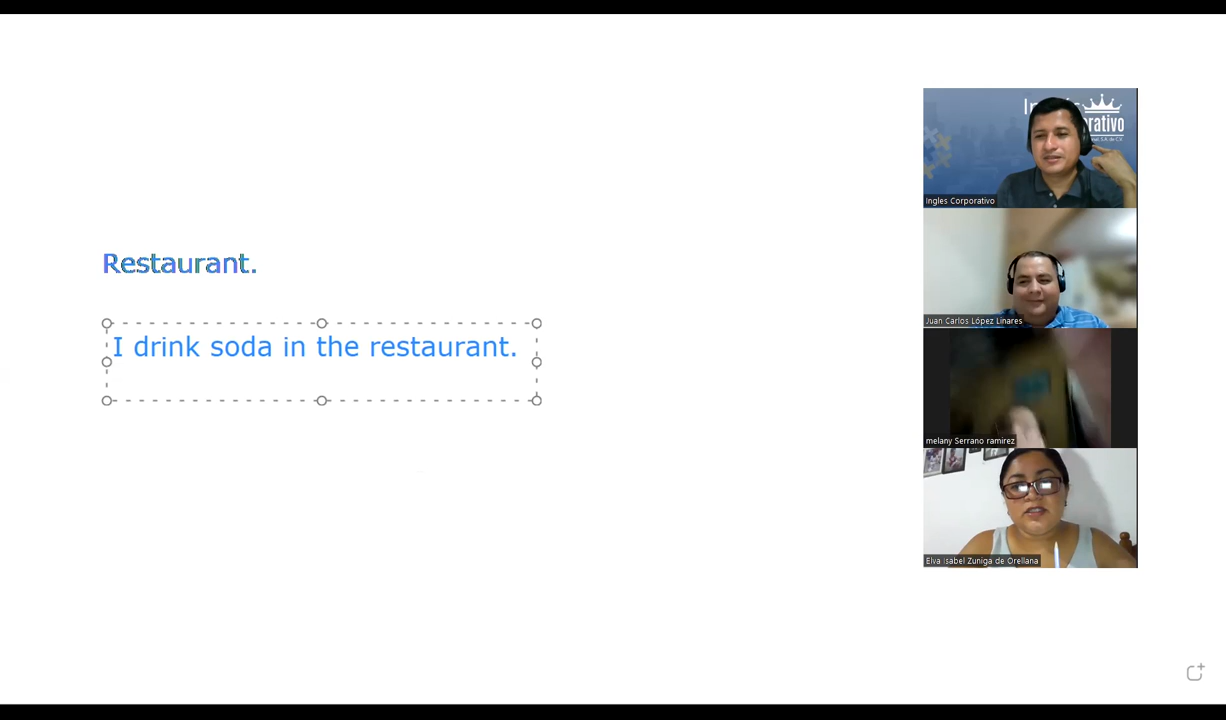 Restaurant.
I drink soda in the restaurant.
Ingles Corporativo
Juan Carlos López Linares
melany Serrano ramirez
Elva Isabel Zuniga de Orellana